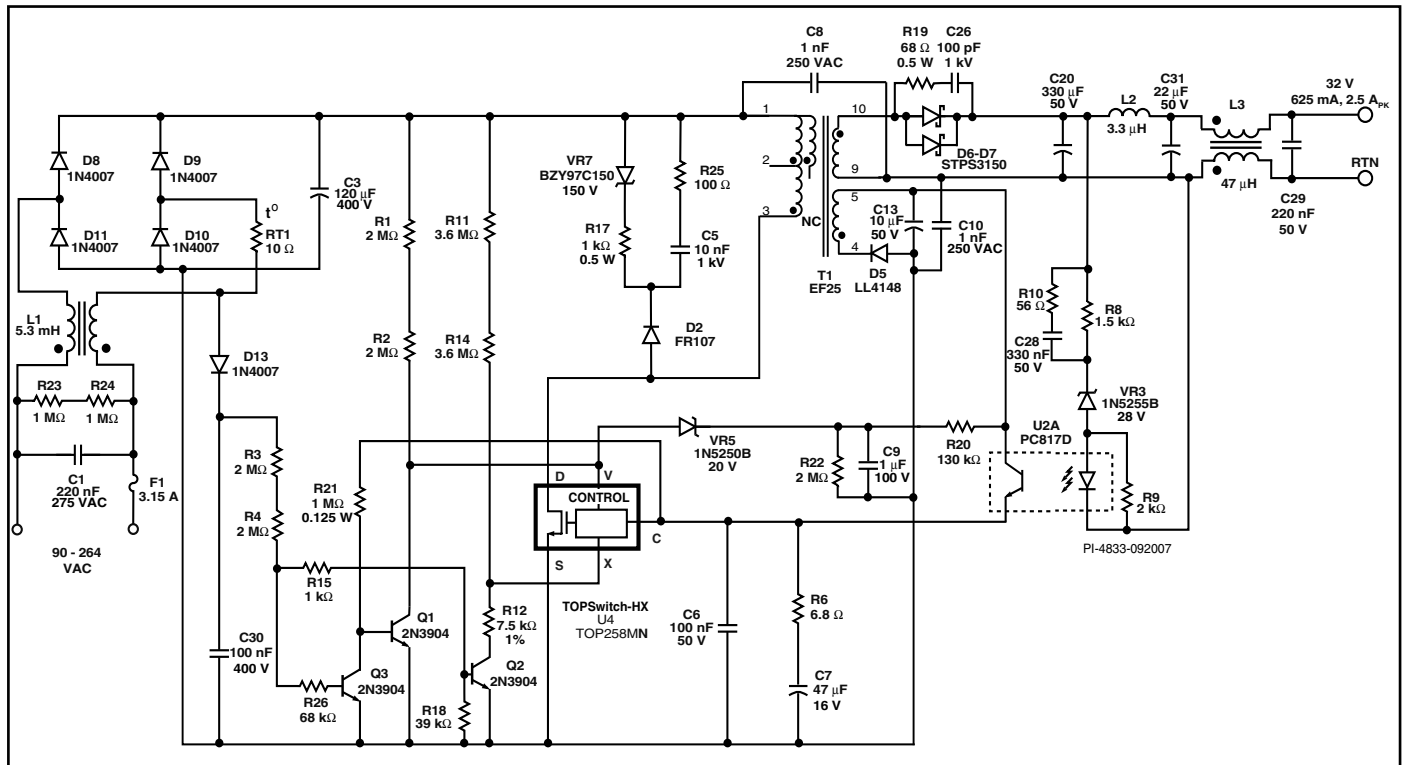 C8
1 nF
250 VAC
R19
68 Ω
0.5 W
C26
100 pF
1 kV
C20
330 µF
50 V
C31
22 µF
50 V
L2
3.3 µH
L3
47 µH
32 V
625 mA, 2.5 APK
RTN
C29
220 nF
50 V
D8
1N4007
D9
1N4007
D11
1N4007
D10
1N4007
C3
120 µF
400 V
tO
RT1
10 Ω
1
2
3
NC
10
9
5
4
T1
EF25
D6-D7
STPS3150
VR7
BZY97C150
150 V
R25
100 Ω
R17
1 kΩ
0.5 W
C5
10 nF
1 kV
D2
FR107
C13
10 µF
50 V
C10
1 nF
250 VAC
D5
LL4148
R1
2 MΩ
R11
3.6 MΩ
R2
2 MΩ
R14
3.6 MΩ
L1
5.3 mH
D13
1N4007
R23
1 MΩ
R24
1 MΩ
C1
220 nF
275 VAC
F1
3.15 A
90 - 264
VAC
R10
56 Ω
C28
330 nF
50 V
R8
1.5 kΩ
VR3
1N5255B
28 V
U2A
PC817D
R9
2 kΩ
PI-4833-092007
VR5
1N5250B
20 V
R22
2 MΩ
C9
1 µF
100 V
R20
130 kΩ
R3
2 MΩ
R4
2 MΩ
R21
1 MΩ
0.125 W
D
V
CONTROL
C
S
X
TOPSwitch-HX
U4
TOP258MN
R15
1 kΩ
R12
7.5 kΩ
1%
C30
100 nF
400 V
Q1
2N3904
Q3
2N3904
Q2
2N3904
R26
68 kΩ
R18
39 kΩ
C6
100 nF
50 V
R6
6.8 Ω
C7
47 µF
16 V